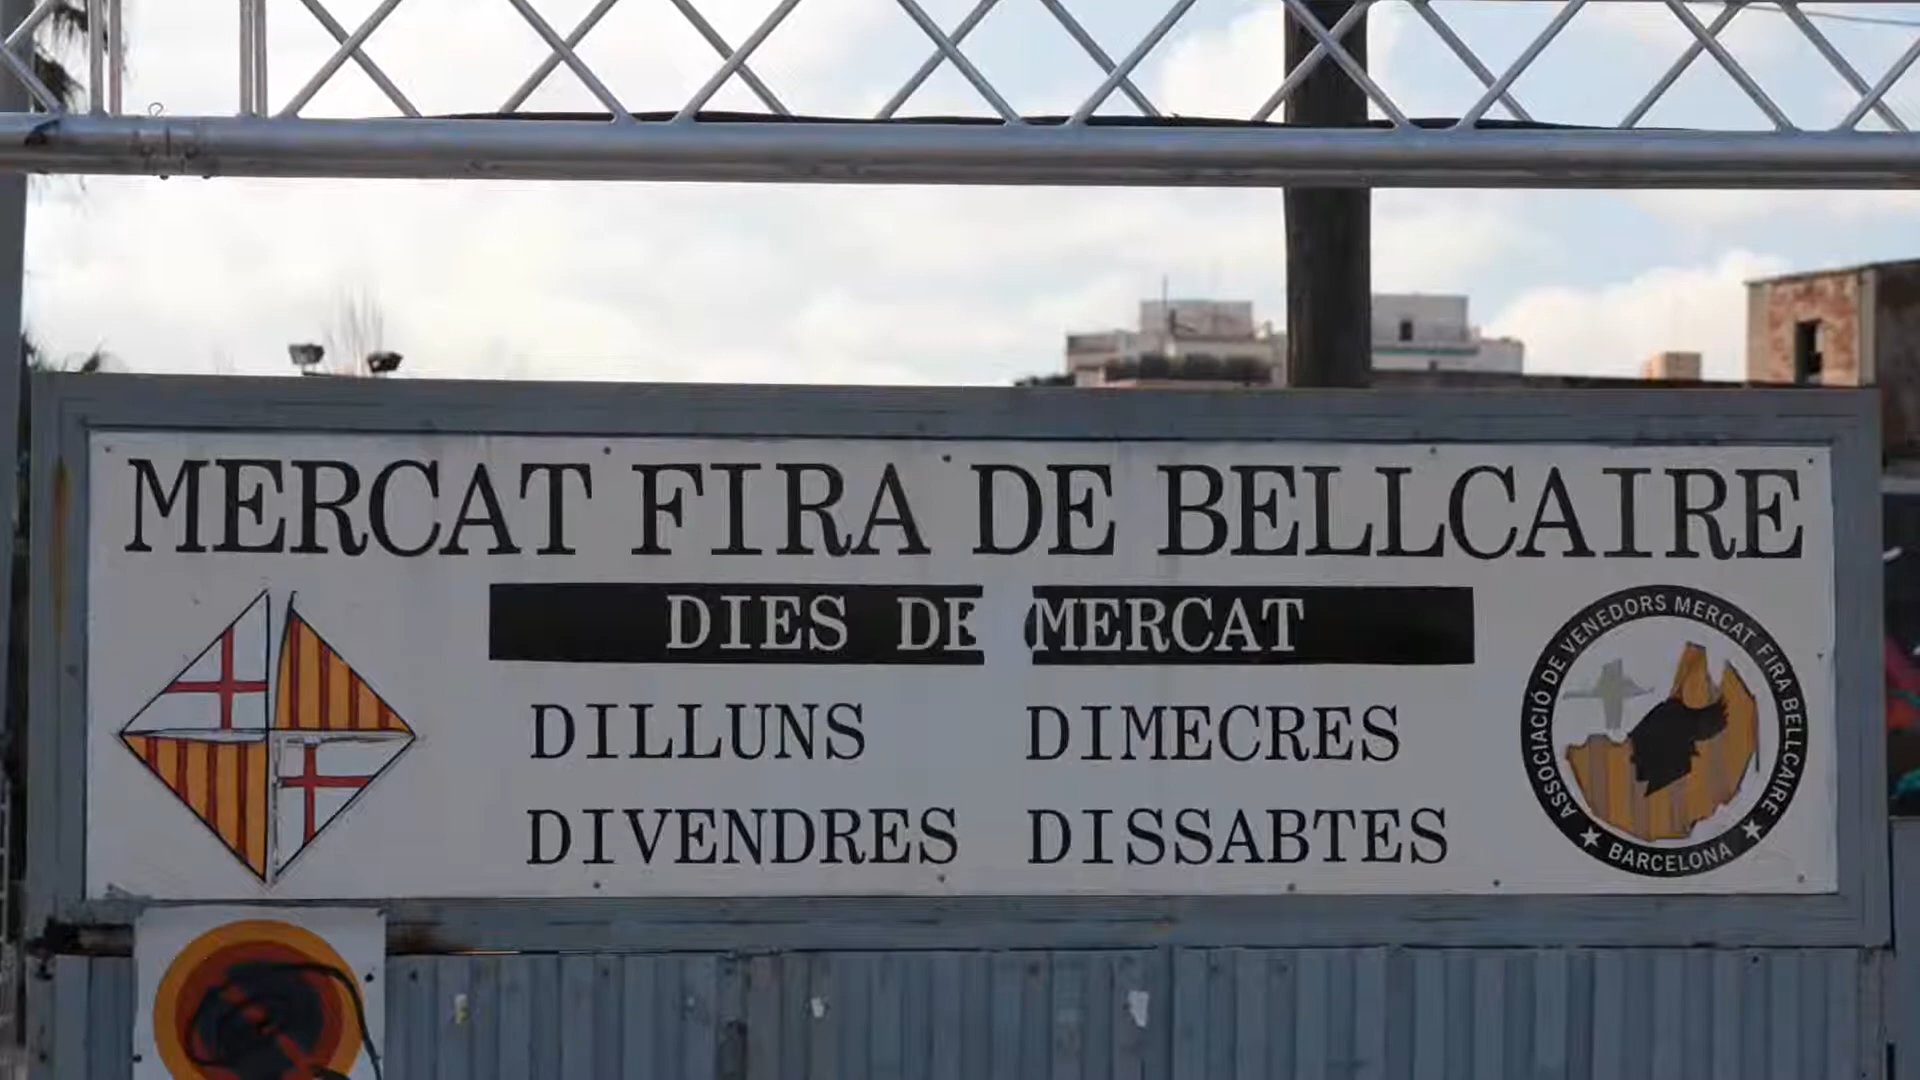 MERCAT FIRA DE BELLCAIRE
DIES DE MERCAT
DILLUNS DIMECRES
DIVENDRES DISSABTES
ASSOCIACIÓ DE VENEDORS MERCAT FIRA BELLCAIRE
BARCELONA